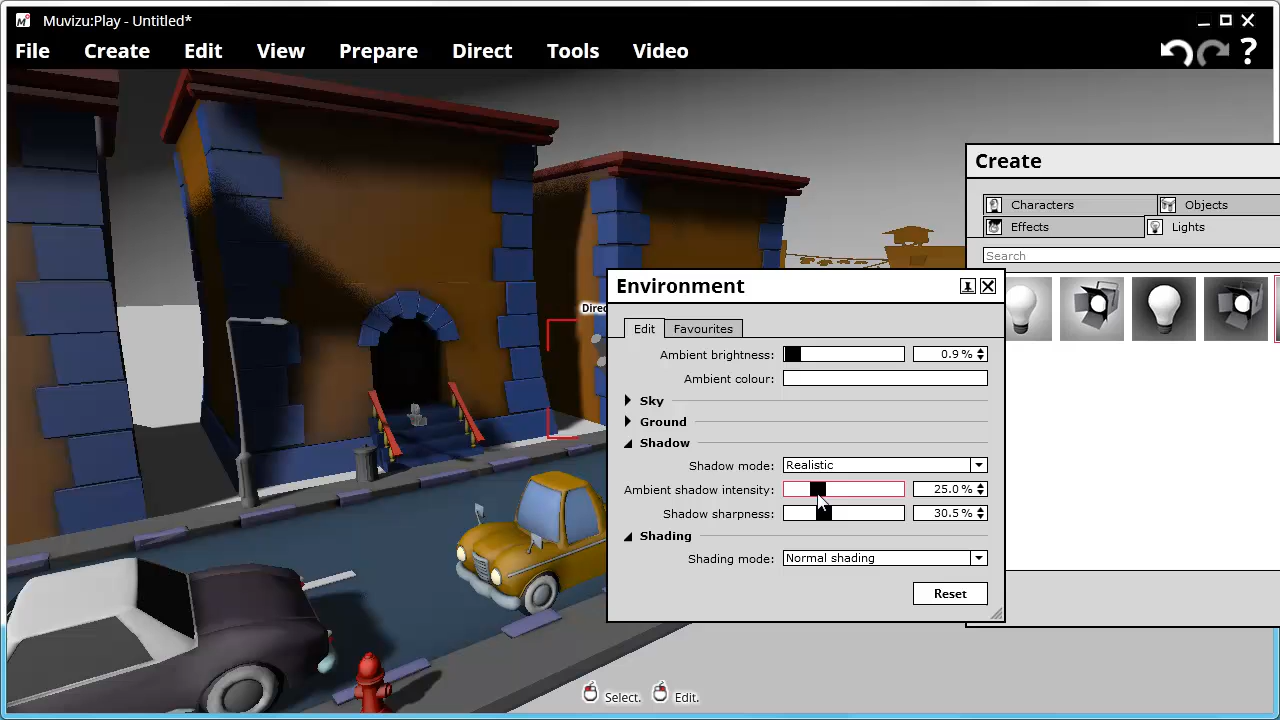 Muvizu:Play - Untitled*
File Create Edit View Prepare Direct Tools Video ?
Create
Characters Objects
Effects Lights
Search
Direc
Environment
Edit Favourites
Ambient brightness: 0.9%
Ambient colour:
Sky
Ground
Shadow
Shadow mode: Realistic
Ambient shadow intensity: 25.0%
Shadow sharpness: 30.5%
Shading
Shading mode: Normal shading
Reset
Select. Edit.